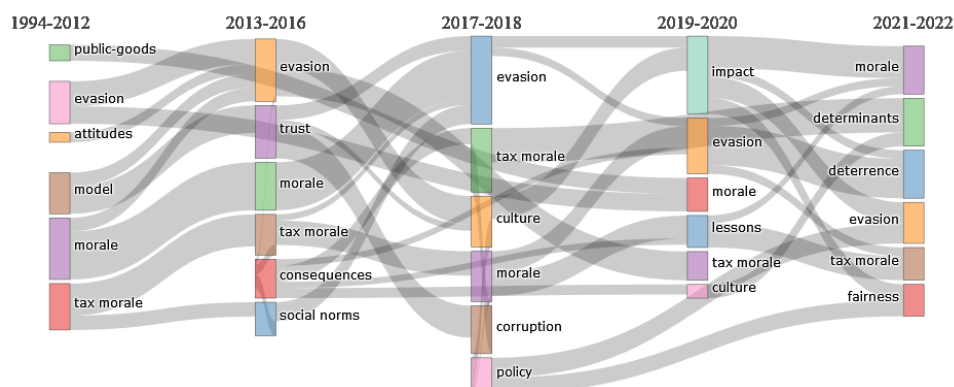 1994-2012
2013-2016
2017-2018
2019-2020
2021-2022
public-goods
evasion
attitudes
model
morale
tax morale
evasion
trust
morale
tax morale
consequences
social norms
evasion
tax morale
culture
morale
corruption
policy
impact
evasion
morale
lessons
tax morale
culture
morale
determinants
deterrence
evasion
tax morale
fairness